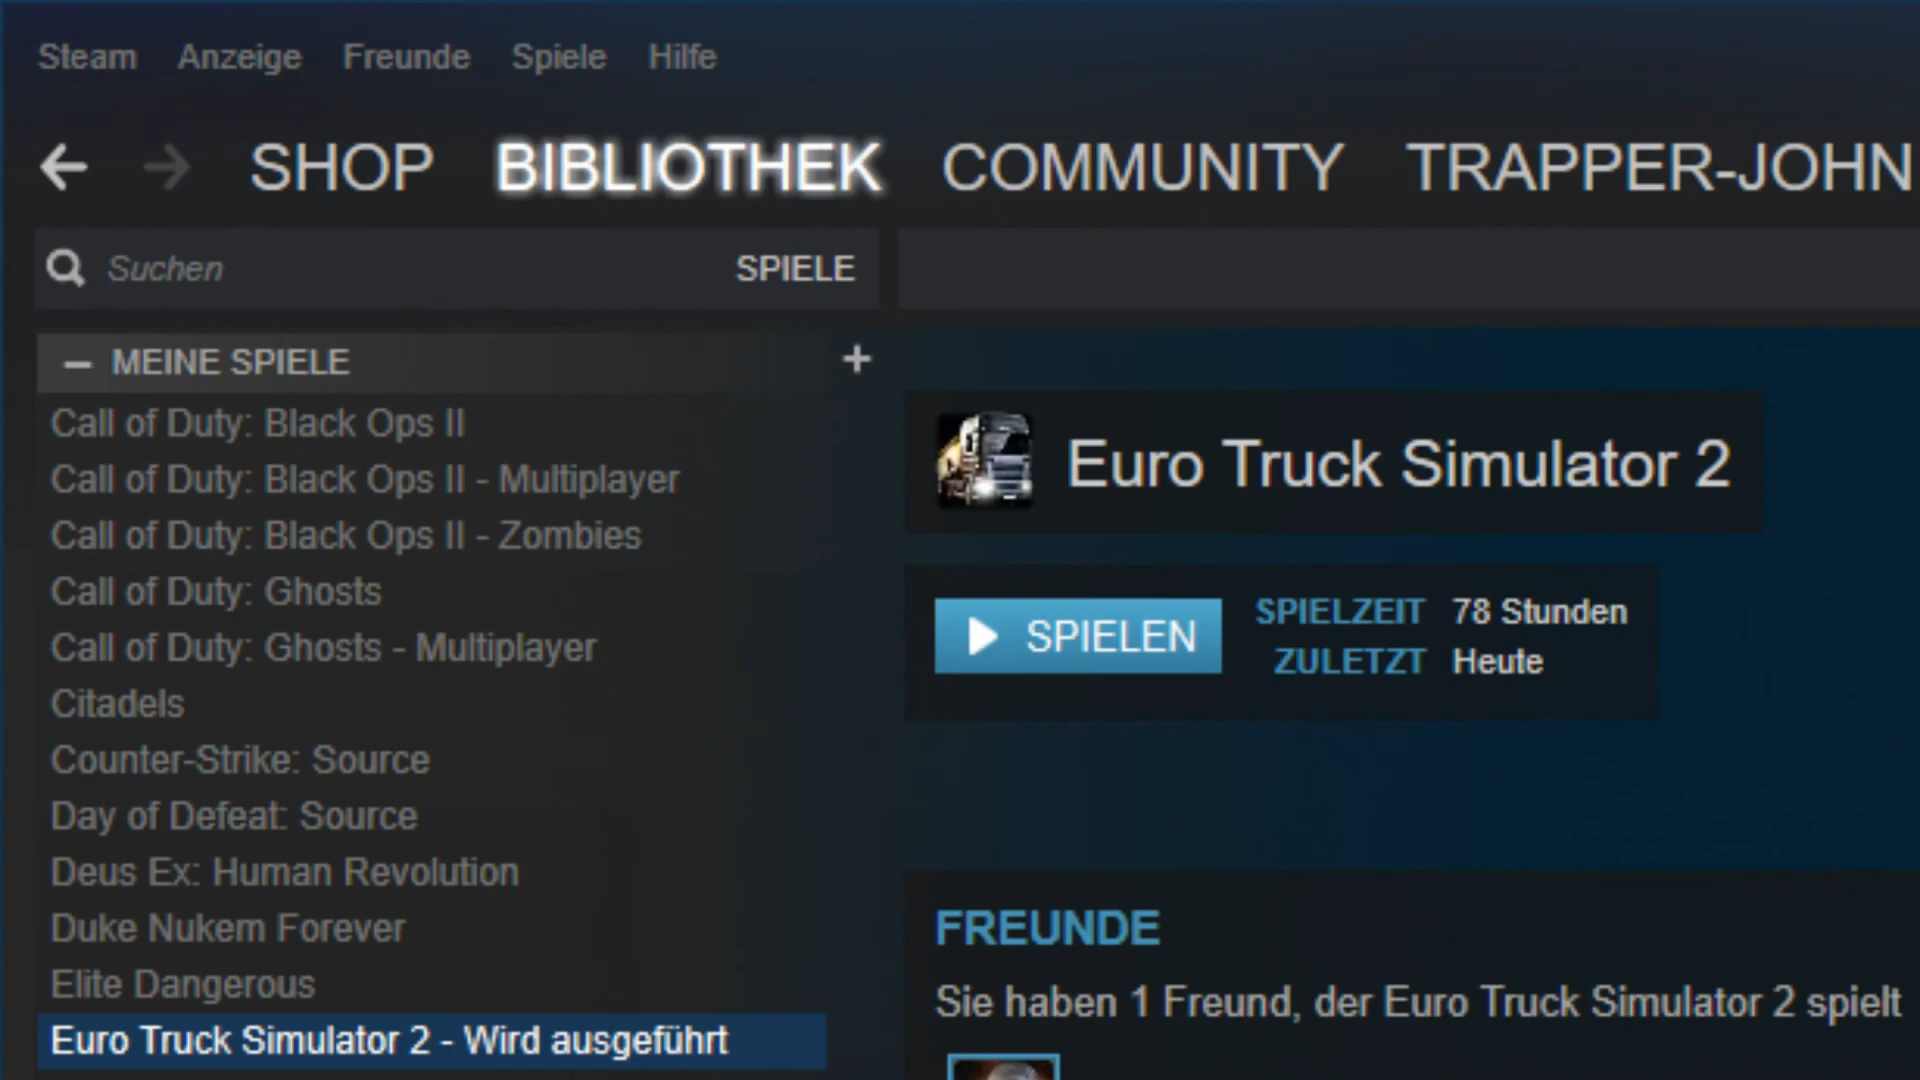 Steam Anzeige Freunde Spiele Hilfe
SHOP BIBLIOTHEK COMMUNITY TRAPPER-JOHN
Suchen SPIELE
– MEINE SPIELE +
Call of Duty: Black Ops II
Call of Duty: Black Ops II - Multiplayer
Call of Duty: Black Ops II - Zombies
Call of Duty: Ghosts
Call of Duty: Ghosts - Multiplayer
Citadels
Counter-Strike: Source
Day of Defeat: Source
Deus Ex: Human Revolution
Duke Nukem Forever
Elite Dangerous
Euro Truck Simulator 2 - Wird ausgeführt
Euro Truck Simulator 2
SPIELEN
SPIELZEIT 78 Stunden
ZULETZT Heute
FREUNDE
Sie haben 1 Freund, der Euro Truck Simulator 2 spielt